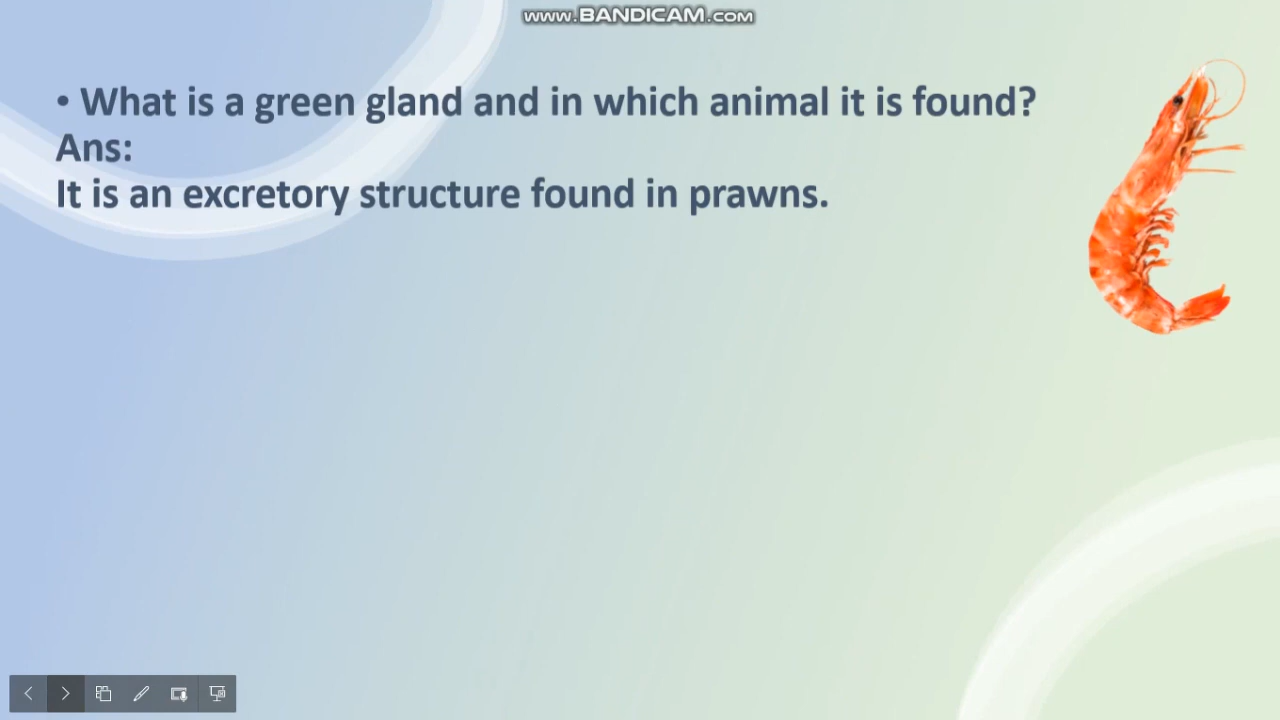 www.BANDICAM.com
• What is a green gland and in which animal it is found?
Ans:
It is an excretory structure found in prawns.